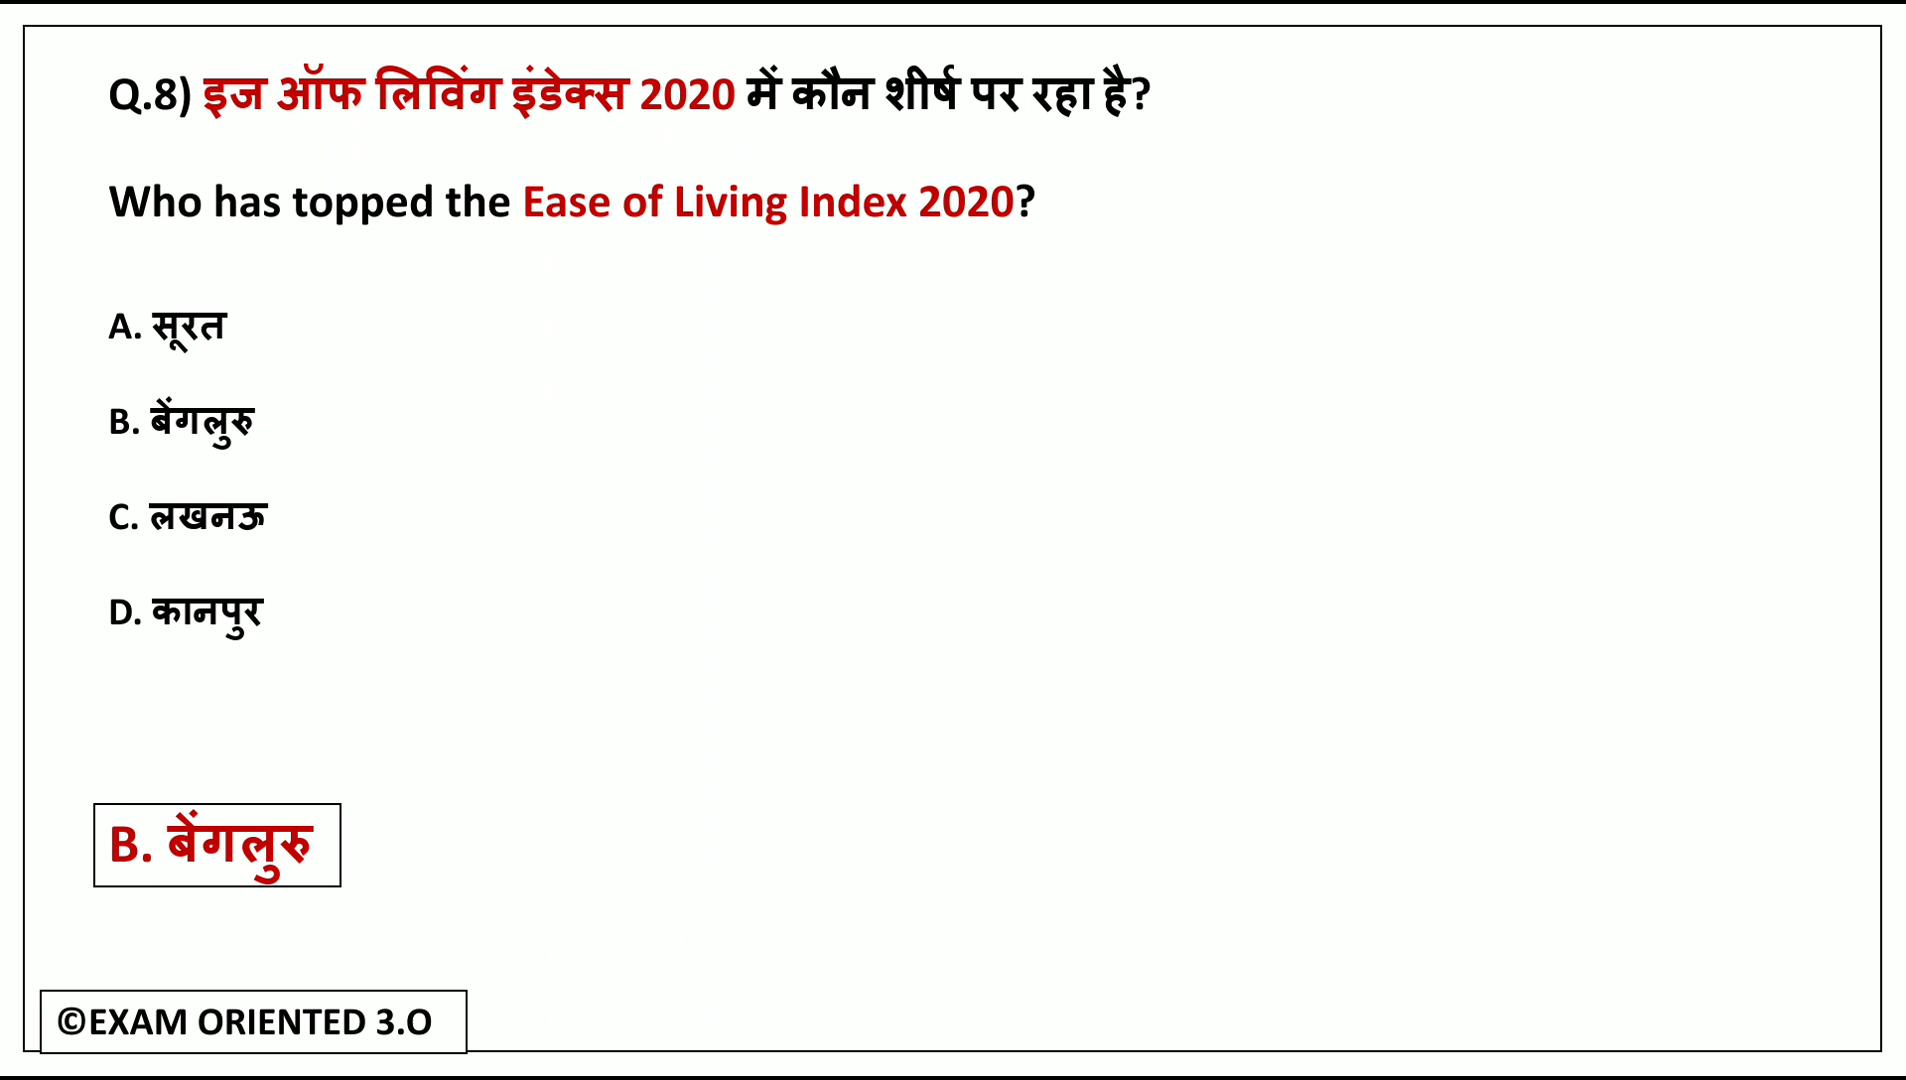 Q.8) इज ऑफ लिविंग इंडेक्स 2020 में कौन शीर्ष पर रहा है?
Who has topped the Ease of Living Index 2020?
A. सूरत
B. बेंगलुरु
C. लखनऊ
D. कानपुर
B. बेंगलुरु
©EXAM ORIENTED 3.O